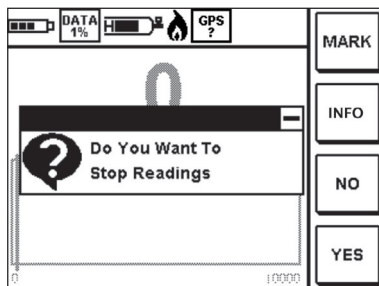 DATA
1%
GPS
?
MARK
0
INFO
?
Do You Want To
Stop Readings
NO
YES
0
10000